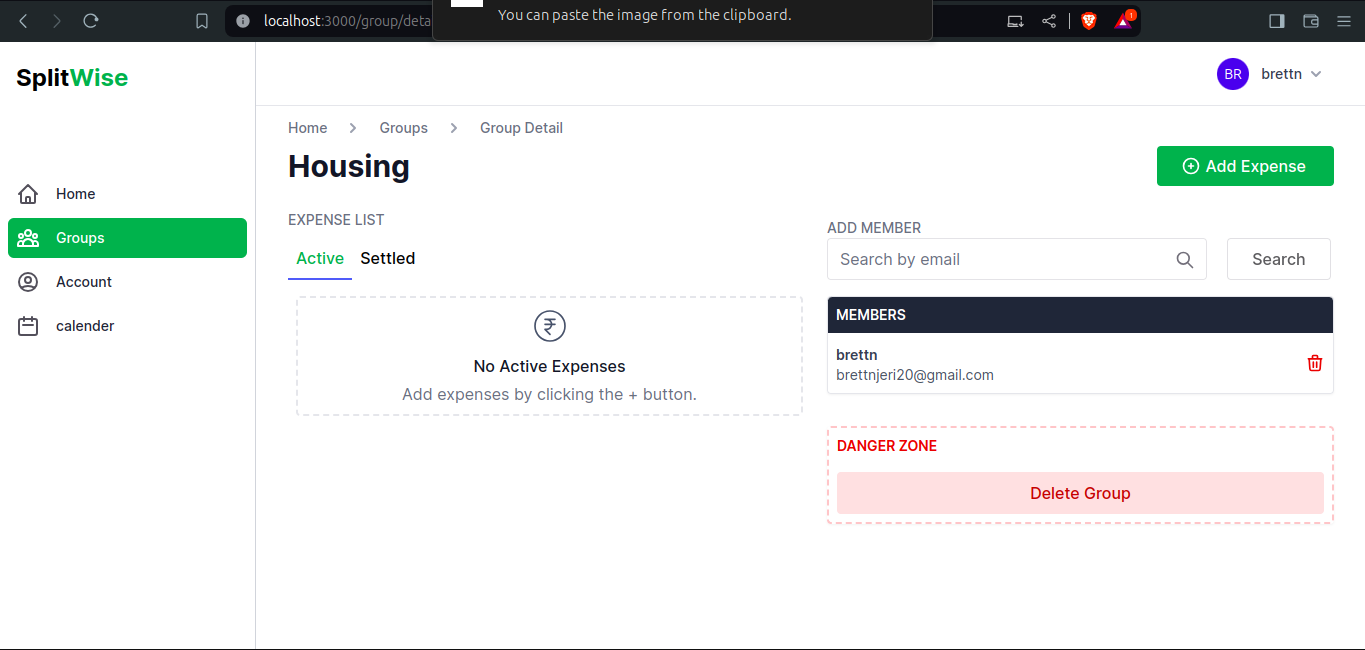 You can paste the image from the clipboard.
localhost:3000/group/deta
1
SplitWise
BR brettn
Home
Groups
Account
calender
Home > Groups > Group Detail
Housing
Add Expense
EXPENSE LIST
Active Settled
₹
No Active Expenses
Add expenses by clicking the + button.
ADD MEMBER
Search by email Search
MEMBERS
brettn
brettnjeri20@gmail.com
DANGER ZONE
Delete Group